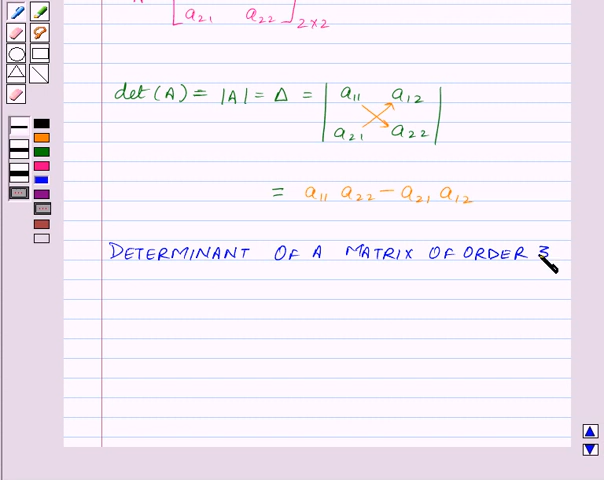 a₂₁ a₂₂ 2×2
det(A) = |A| = Δ = | a₁₁ a₁₂ |
| a₂₁ a₂₂ |
= a₁₁ a₂₂ − a₂₁ a₁₂
DETERMINANT OF A MATRIX OF ORDER 3